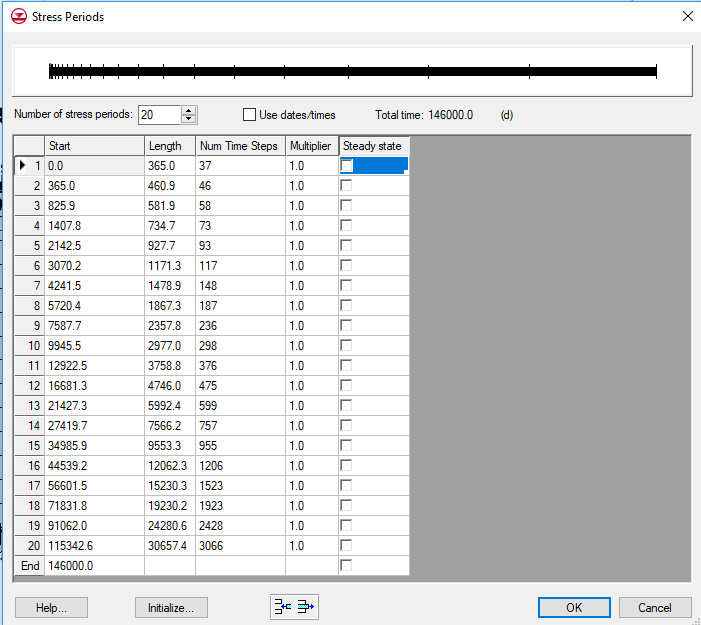 Stress Periods
Number of stress periods: 20 Use dates/times Total time: 146000.0 (d)
Start Length Num Time Steps Multiplier Steady state
1 0.0 365.0 37 1.0
2 365.0 460.9 46 1.0
3 825.9 581.9 58 1.0
4 1407.8 734.7 73 1.0
5 2142.5 927.7 93 1.0
6 3070.2 1171.3 117 1.0
7 4241.5 1478.9 148 1.0
8 5720.4 1867.3 187 1.0
9 7587.7 2357.8 236 1.0
10 9945.5 2977.0 298 1.0
11 12922.5 3758.8 376 1.0
12 16681.3 4746.0 475 1.0
13 21427.3 5992.4 599 1.0
14 27419.7 7566.2 757 1.0
15 34985.9 9553.3 955 1.0
16 44539.2 12062.3 1206 1.0
17 56601.5 15230.3 1523 1.0
18 71831.8 19230.2 1923 1.0
19 91062.0 24280.6 2428 1.0
20 115342.6 30657.4 3066 1.0
End 146000.0
Help... Initialize... OK Cancel